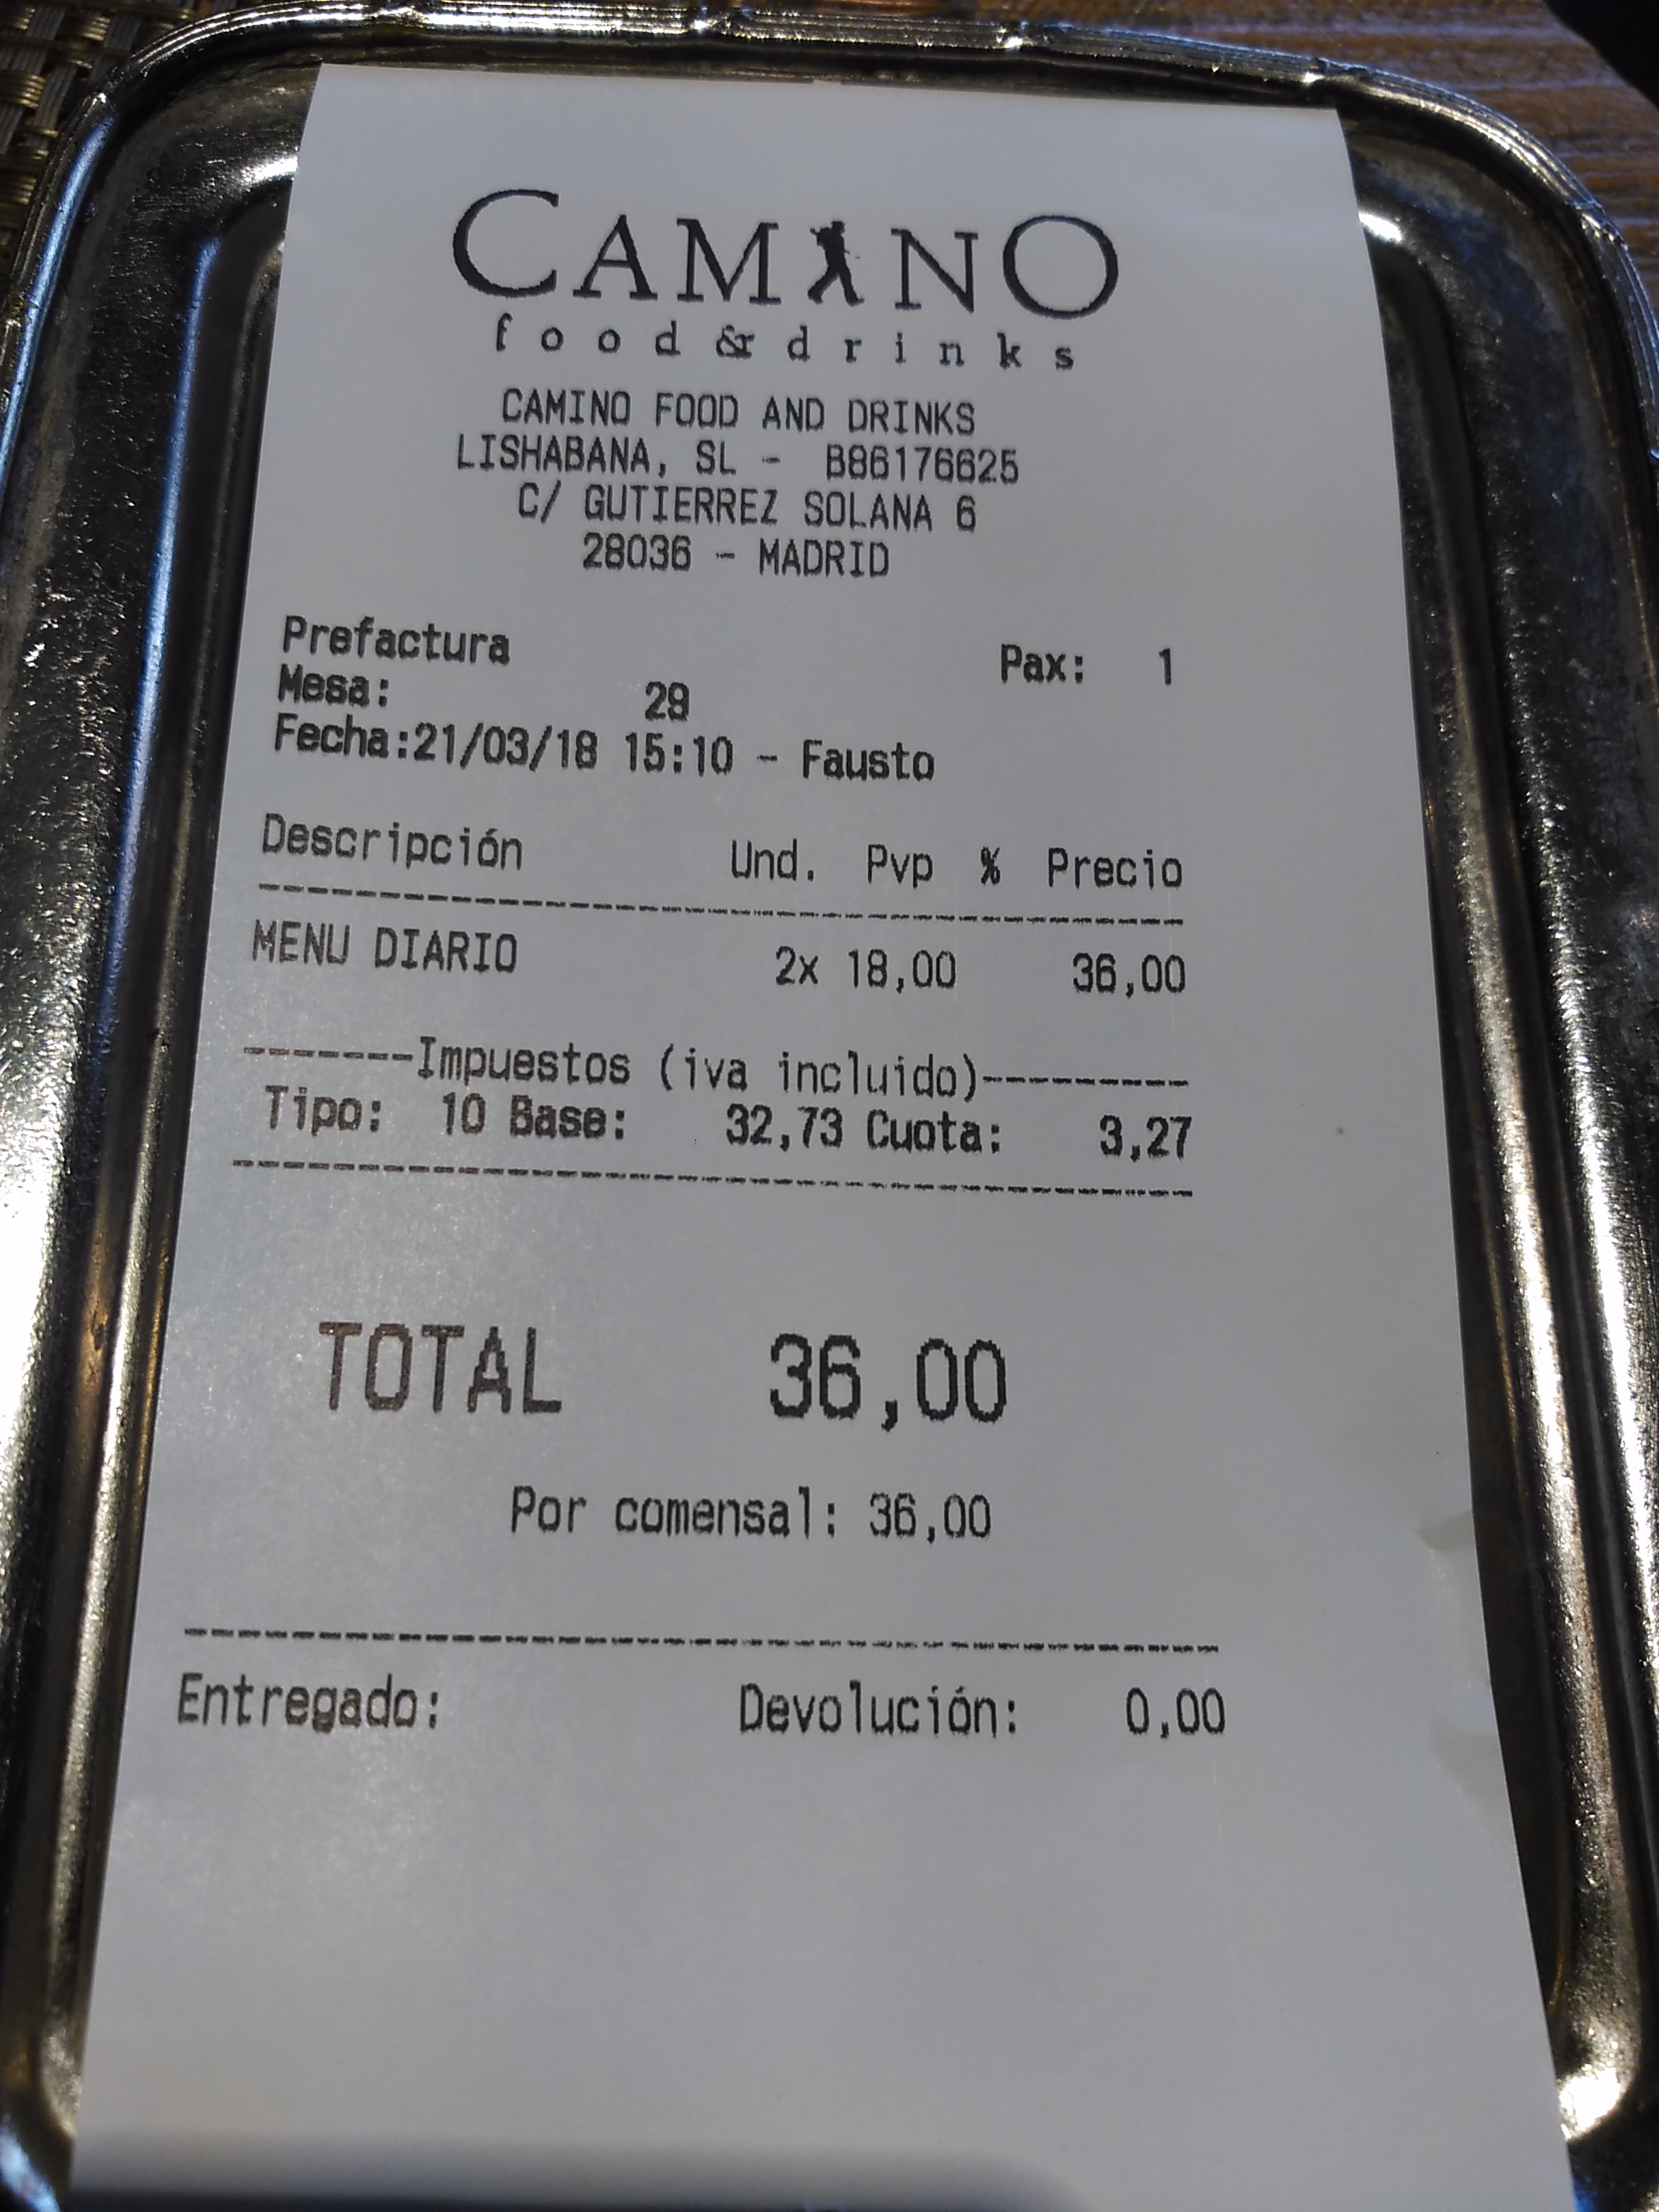 CAMINO
food&drinks
CAMINO FOOD AND DRINKS
LISHABANA, SL - B86176625
C/ GUTIERREZ SOLANA 6
28036 - MADRID
Prefactura Pax: 1
Mesa: 29
Fecha:21/03/18 15:10 - Fausto
Descripción Und. Pvp % Precio
MENU DIARIO 2x 18,00 36,00
-------Impuestos (iva incluido)---------
Tipo: 10 Base: 32,73 Cuota: 3,27
TOTAL 36,00
Por comensal: 36,00
Entregado: Devolución: 0,00